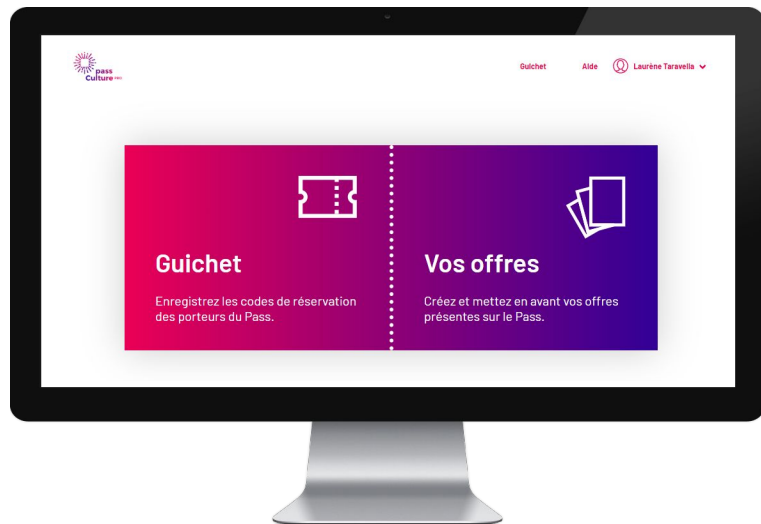 pass
Culture PRO
Guichet
Aide
Laurène Taravella
Guichet
Enregistrez les codes de réservation
des porteurs du Pass.
Vos offres
Créez et mettez en avant vos offres
présentes sur le Pass.